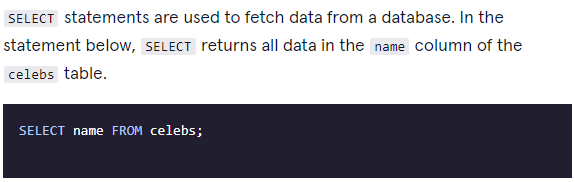 SELECT statements are used to fetch data from a database. In the
statement below, SELECT returns all data in the name column of the
celebs table.
SELECT name FROM celebs;